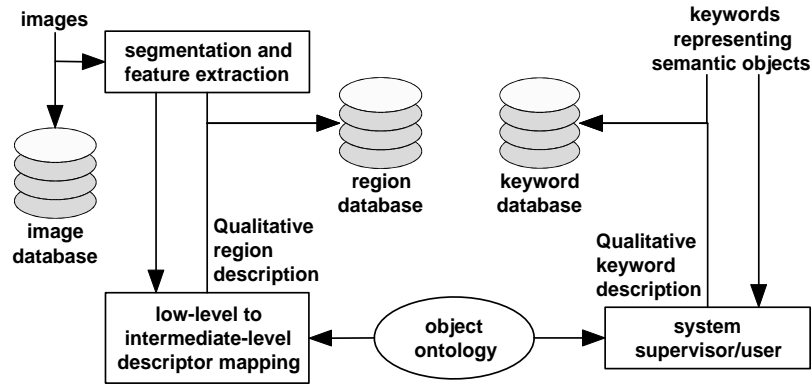 images
segmentation and
feature extraction
keywords
representing
semantic objects
image
database
region
database
keyword
database
Qualitative
region
description
Qualitative
keyword
description
low-level to
intermediate-level
descriptor mapping
object
ontology
system
supervisor/user